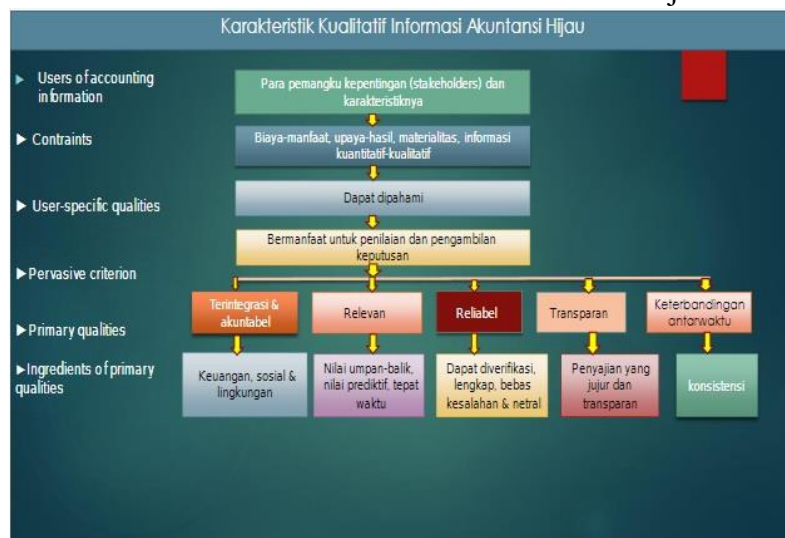 Karakteristik Kualitatif Informasi Akuntansi Hijau
Users of accounting
information
Para pemangku kepentingan (stakeholders) dan
karakteristiknya
Contraints
Biaya-manfaat, upaya-hasil, materialitas, informasi
kuantitatif-kualitatif
User-specific qualities
Dapat dipahami
Bermanfaat untuk penilaian dan pengambilan
keputusan
Pervasive criterion
Primary qualities
Terintegrasi &
akuntabel
Relevan
Reliabel
Transparan
Keterbandingan
antarwaktu
Ingredients of primary
qualities
Keuangan, sosial &
lingkungan
Nilai umpan-balik,
nilai prediktif, tepat
waktu
Dapat diverifikasi,
lengkap, bebas
kesalahan & netral
Penyajian yang
jujur dan
transparan
konsistensi